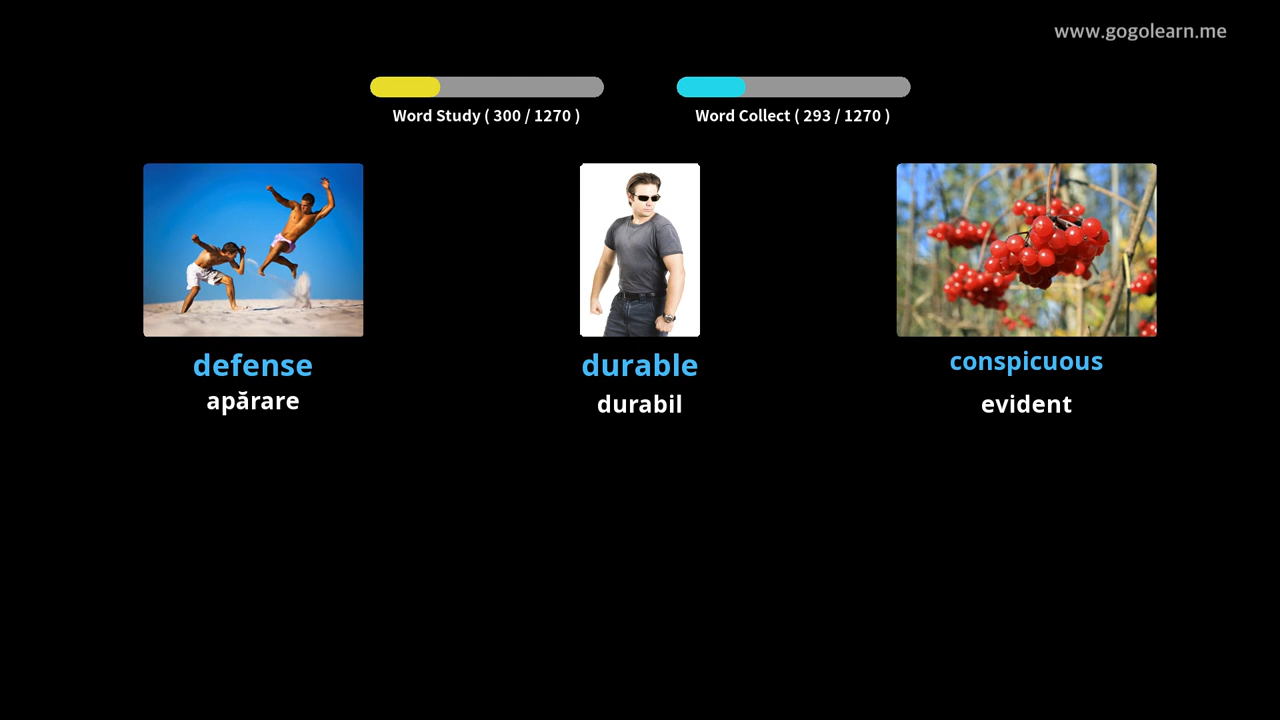 www.gogolearn.me
Word Study ( 300 / 1270 )
Word Collect ( 293 / 1270 )
defense
apărare
durable
durabil
conspicuous
evident